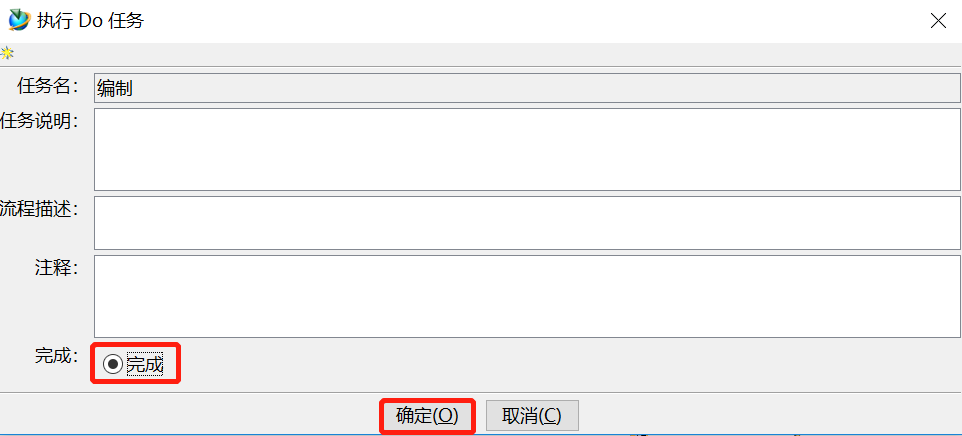 执行 Do 任务
任务名： 编制
任务说明：
流程描述：
注释：
完成： 完成
确定(O) 取消(C)